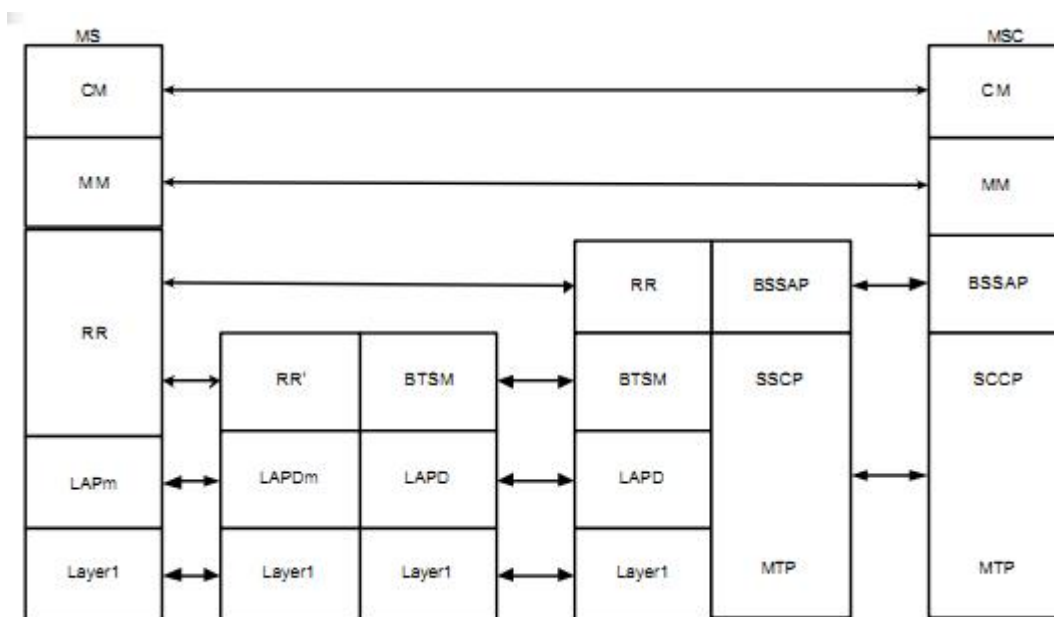 MS
MSC
CM
CM
MM
MM
RR
RR
BSSAP
BSSAP
RR'
BTSM
BTSM
SSCP
SCCP
LAPm
LAPDm
LAPD
LAPD
Layer1
Layer1
Layer1
Layer1
MTP
MTP